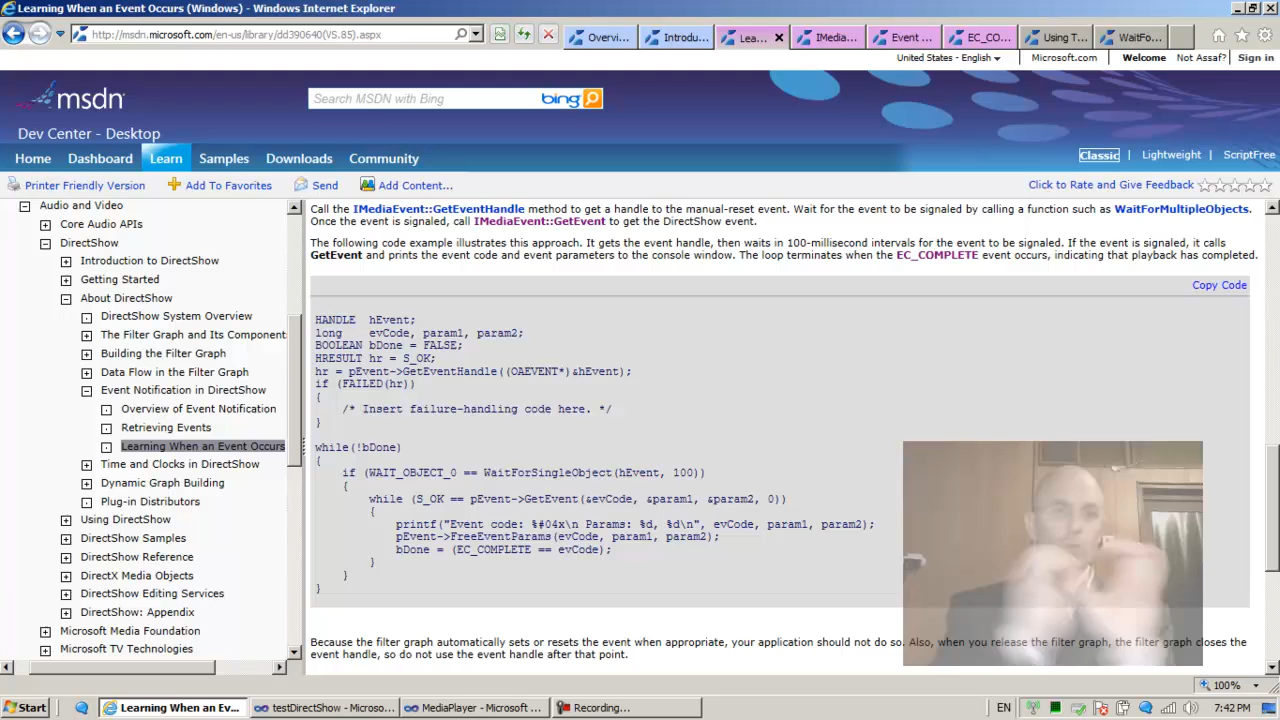 Learning When an Event Occurs (Windows) - Windows Internet Explorer
http://msdn.microsoft.com/en-us/library/dd390640(VS.85).aspx
Overvi...
Introdu...
Lea...
IMedia...
Event ...
EC_CO...
Using T...
WaitFo...
United States - English
Microsoft.com
Welcome
Not Assaf?
Sign in
msdn
Search MSDN with Bing
bing
Dev Center - Desktop
Home
Dashboard
Learn
Samples
Downloads
Community
Classic | Lightweight | ScriptFree
Printer Friendly Version
Add To Favorites
Send
Add Content...
Click to Rate and Give Feedback
Audio and Video
Core Audio APIs
DirectShow
Introduction to DirectShow
Getting Started
About DirectShow
DirectShow System Overview
The Filter Graph and Its Component
Building the Filter Graph
Data Flow in the Filter Graph
Event Notification in DirectShow
Overview of Event Notification
Retrieving Events
Learning When an Event Occurs
Time and Clocks in DirectShow
Dynamic Graph Building
Plug-in Distributors
Using DirectShow
DirectShow Samples
DirectShow Reference
DirectX Media Objects
DirectShow Editing Services
DirectShow: Appendix
Microsoft Media Foundation
Microsoft TV Technologies
Call the IMediaEvent::GetEventHandle method to get a handle to the manual-reset event. Wait for the event to be signaled by calling a function such as WaitForMultipleObjects.
Once the event is signaled, call IMediaEvent::GetEvent to get the DirectShow event.
The following code example illustrates this approach. It gets the event handle, then waits in 100-millisecond intervals for the event to be signaled. If the event is signaled, it calls
GetEvent and prints the event code and event parameters to the console window. The loop terminates when the EC_COMPLETE event occurs, indicating that playback has completed.
Copy Code
HANDLE  hEvent;
long    evCode, param1, param2;
BOOLEAN bDone = FALSE;
HRESULT hr = S_OK;
hr = pEvent->GetEventHandle((OAEVENT*)&hEvent);
if (FAILED(hr))
{
/* Insert failure-handling code here. */
}
while(!bDone)
{
if (WAIT_OBJECT_0 == WaitForSingleObject(hEvent, 100))
{
while (S_OK == pEvent->GetEvent(&evCode, &param1, &param2, 0))
{
printf("Event code: %#04x\n Params: %d, %d\n", evCode, param1, param2);
pEvent->FreeEventParams(evCode, param1, param2);
bDone = (EC_COMPLETE == evCode);
}
}
}
Because the filter graph automatically sets or resets the event when appropriate, your application should not do so. Also, when you release the filter graph, the filter graph closes the
event handle, so do not use the event handle after that point.
100%
Start
Learning When an Ev...
testDirectShow - Microso...
MediaPlayer - Microsoft ...
Recording...
EN
7:42 PM